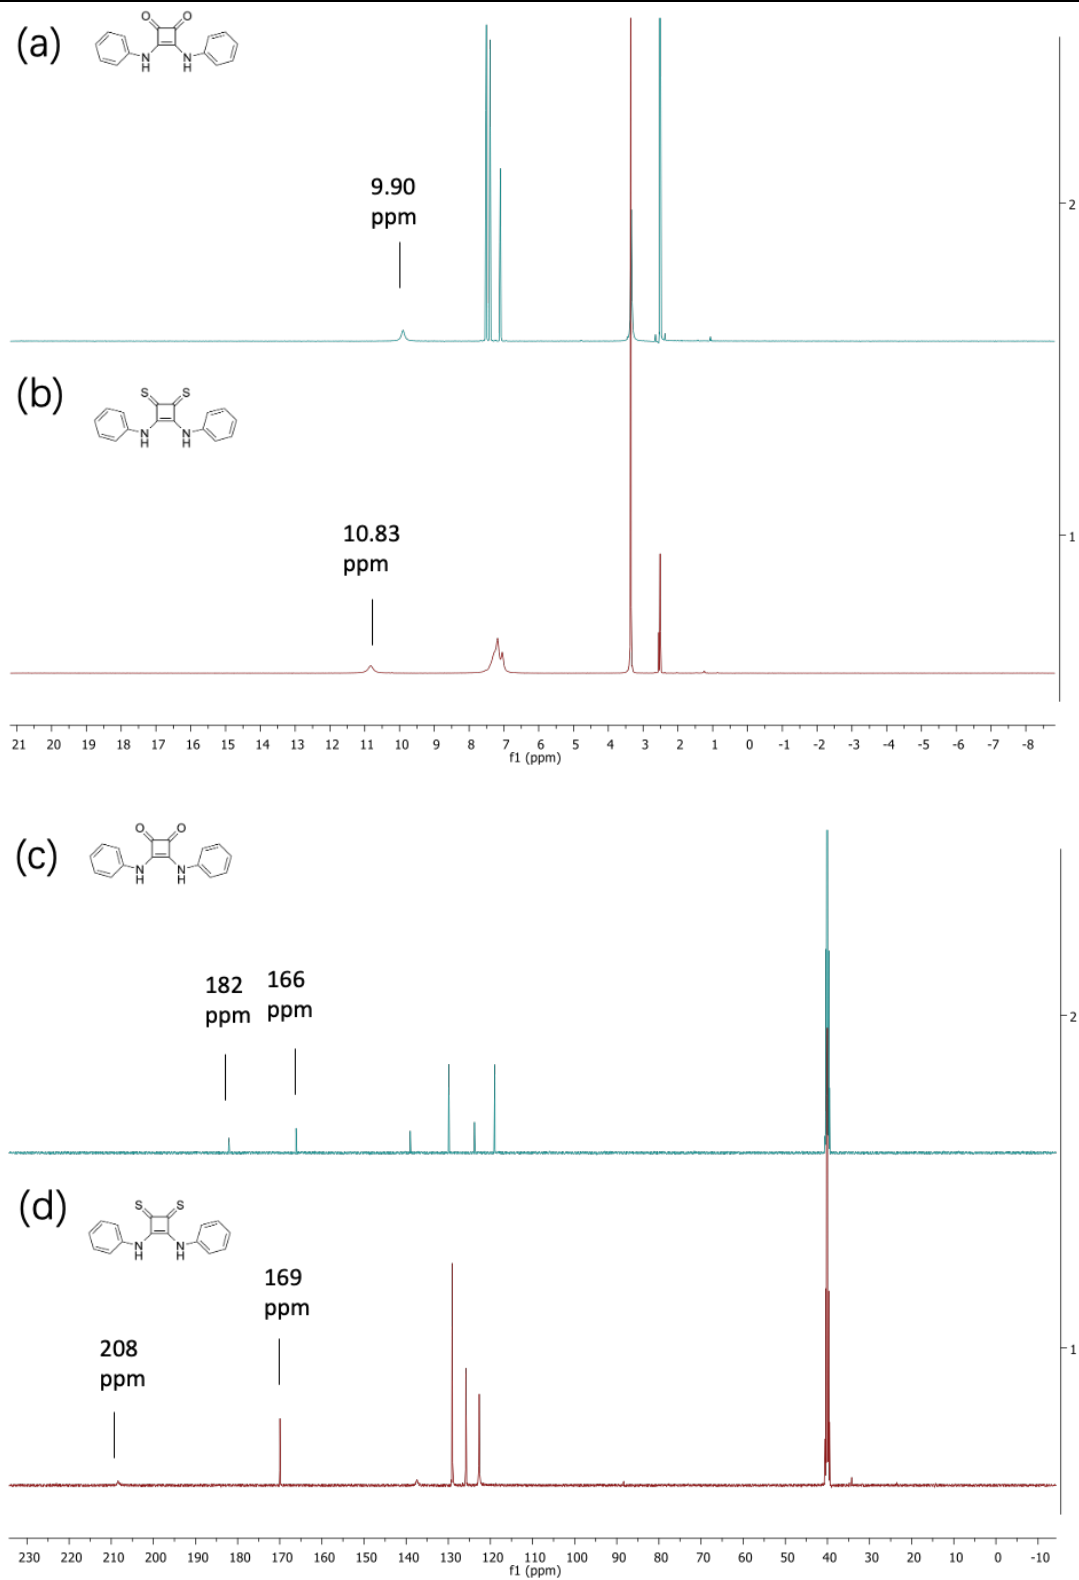 (a)
O O
N H N H
9.90
ppm
2
(b)
S S
N H N H
10.83
ppm
1
21 20 19 18 17 16 15 14 13 12 11 10 9 8 7 6 5 4 3 2 1 0 -1 -2 -3 -4 -5 -6 -7 -8
f1 (ppm)
(c)
O O
N H N H
182 166
ppm ppm
2
(d)
S S
N H N H
169
ppm
208
ppm
1
230 220 210 200 190 180 170 160 150 140 130 120 110 100 90 80 70 60 50 40 30 20 10 0 -10
f1 (ppm)